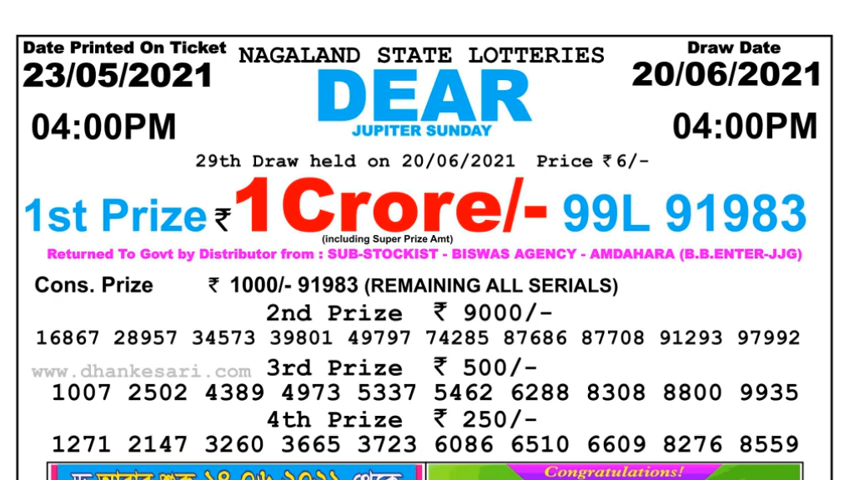 Date Printed On Ticket
23/05/2021
04:00PM
NAGALAND STATE LOTTERIES
DEAR
JUPITER SUNDAY
Draw Date
20/06/2021
04:00PM
29th Draw held on 20/06/2021 Price ₹ 6/-
1st Prize ₹ 1Crore/- 99L 91983
(including Super Prize Amt)
Returned To Govt by Distributor from : SUB-STOCKIST - BISWAS AGENCY - AMDAHARA (B.B.ENTER-JJG)
Cons. Prize ₹ 1000/- 91983 (REMAINING ALL SERIALS)
2nd Prize ₹ 9000/-
16867 28957 34573 39801 49797 74285 87686 87708 91293 97992
www.dhankesari.com 3rd Prize ₹ 500/-
1007 2502 4389 4973 5337 5462 6288 8308 8800 9935
4th Prize ₹ 250/-
1271 2147 3260 3665 3723 6086 6510 6609 8276 8559
Congratulations!